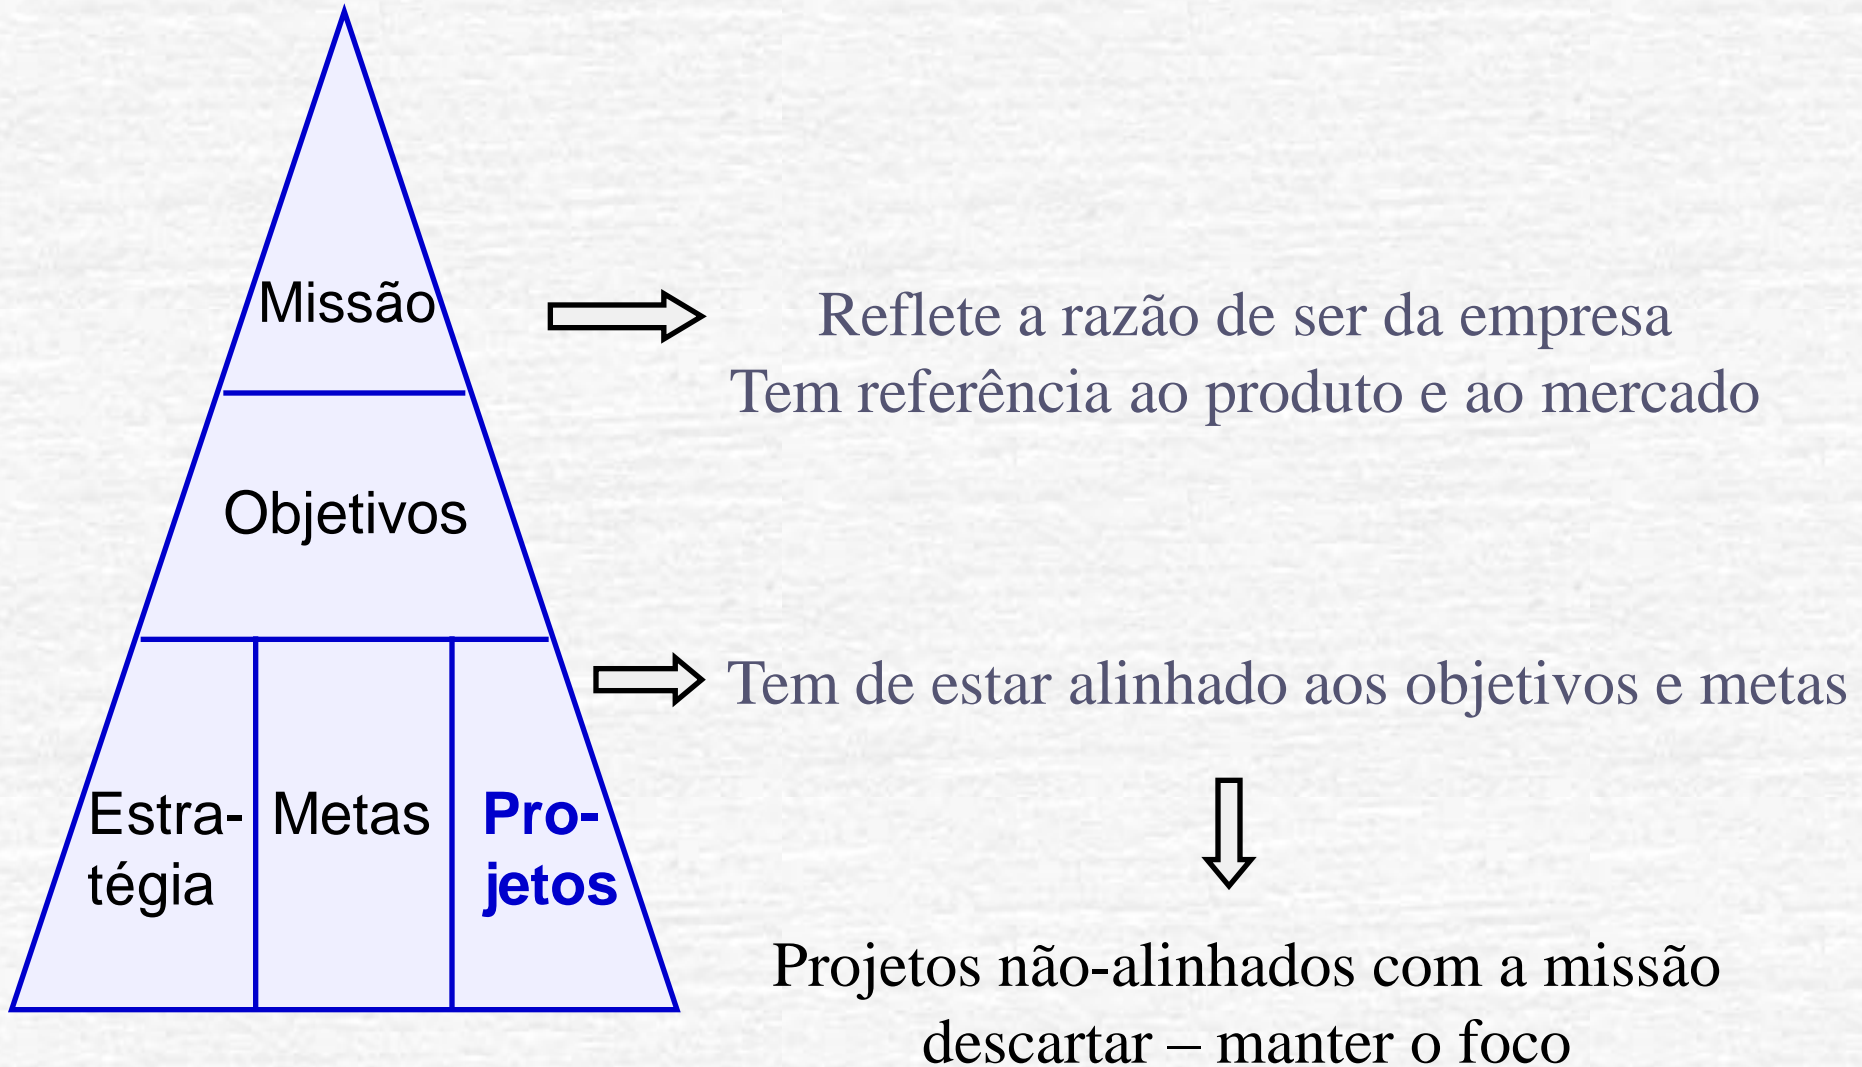 Missão
Reflete a razão de ser da empresa
Tem referência ao produto e ao mercado
Objetivos
Tem de estar alinhado aos objetivos e metas
Estra-
tégia
Metas
Pro-
jetos
Projetos não-alinhados com a missão
descartar – manter o foco